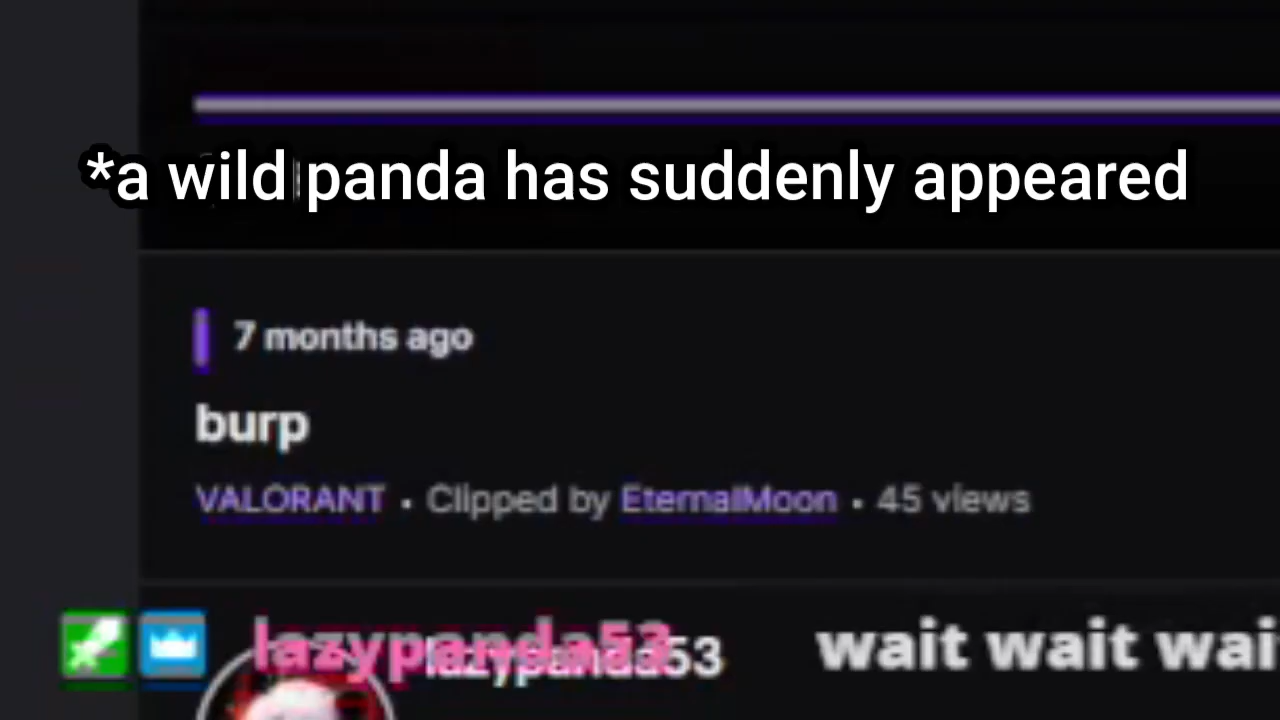 *a wild panda has suddenly appeared
7 months ago
burp
VALORANT • Clipped by EternalMoon • 45 views
lazypanda53 wait wait wai
lazypanda53